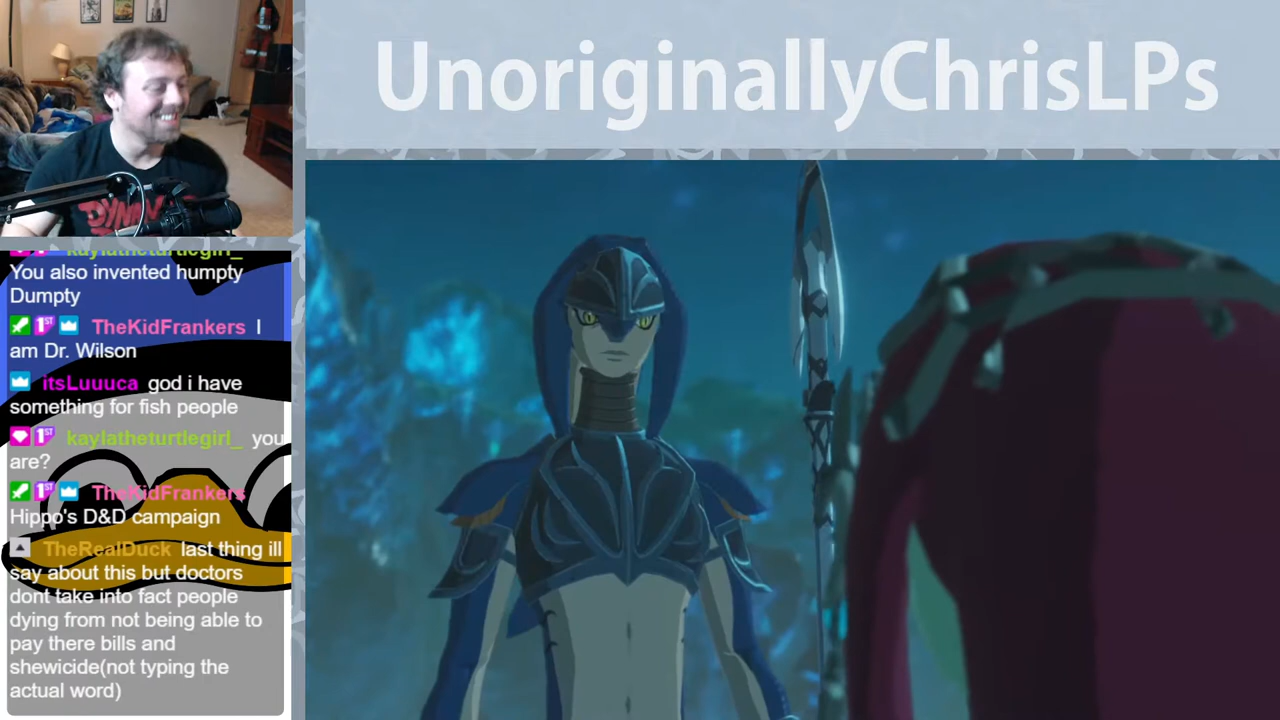 UnoriginallyChrisLPs
kaylatheturtlegirl_
You also invented humpty
Dumpty
TheKidFrankers I
am Dr. Wilson
itsLuuuca god i have
something for fish people
kaylatheturtlegirl_ you
are?
TheKidFrankers
Hippo's D&D campaign
TheRealDuck last thing ill
say about this but doctors
dont take into fact people
dying from not being able to
pay there bills and
shewicide(not typing the
actual word)